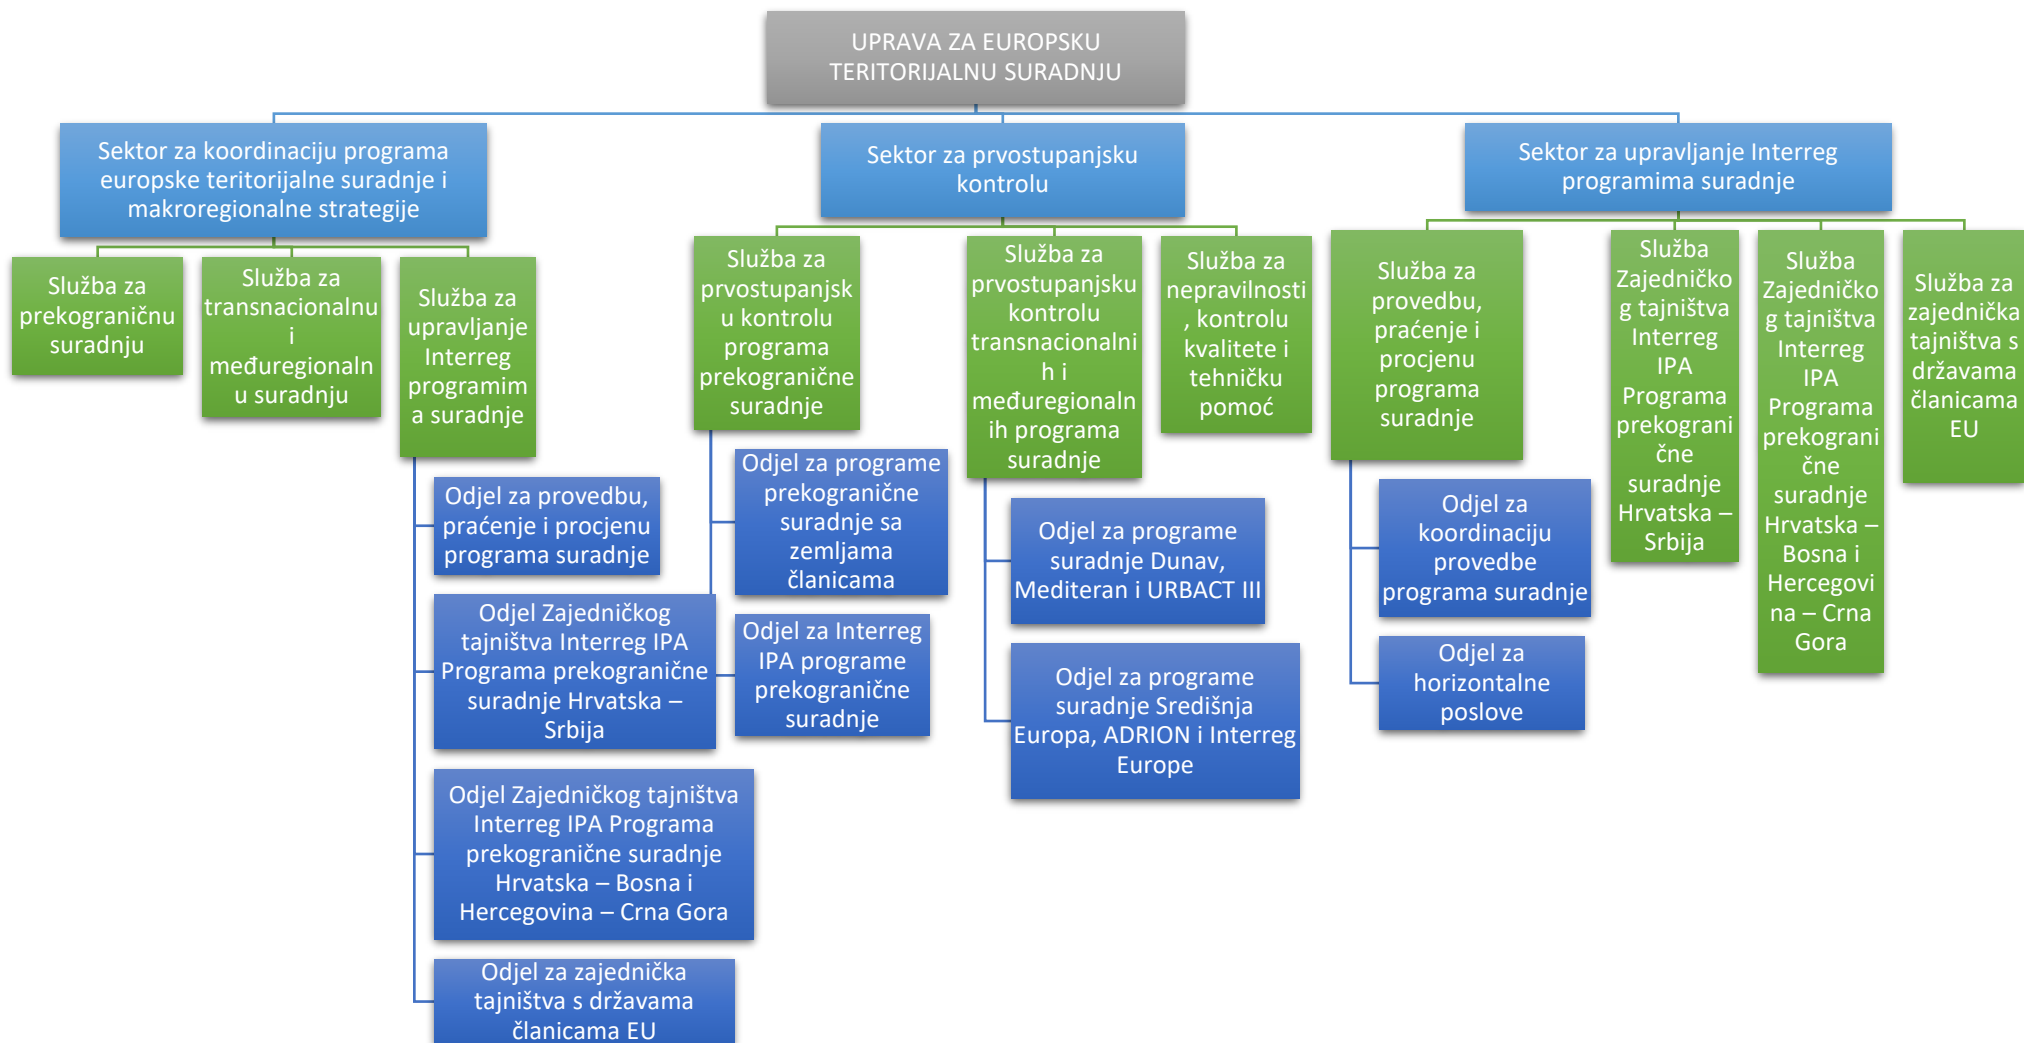 UPRAVA ZA EUROPSKU
TERITORIJALNU SURADNJU
Sektor za koordinaciju programa
europske teritorijalne suradnje i
makroregionalne strategije
Sektor za prvostupanjsku
kontrolu
Sektor za upravljanje Interreg
programima suradnje
Služba za
prekograničnu
suradnju
Služba za
transnacionalnu
i
međuregionaln
u suradnju
Služba za
upravljanje
Interreg
programim
a suradnje
Služba za
prvostupanjsk
u kontrolu
programa
prekogranične
suradnje
Služba za
prvostupanjsku
kontrolu
transnacionalni
h i
međuregionaln
ih programa
suradnje
Služba za
nepravilnosti
, kontrolu
kvalitete i
tehničku
pomoć
Služba za
provedbu,
praćenje i
procjenu
programa
suradnje
Služba
Zajedničko
g tajništva
Interreg
IPA
Programa
prekograni
čne
suradnje
Hrvatska –
Srbija
Služba
Zajedničko
g tajništva
Interreg
IPA
Programa
prekograni
čne
suradnje
Hrvatska –
Bosna i
Hercegovi
na – Crna
Gora
Služba za
zajednička
tajništva s
državama
članicama
EU
Odjel za provedbu,
praćenje i procjenu
programa suradnje
Odjel Zajedničkog
tajništva Interreg IPA
Programa prekogranične
suradnje Hrvatska –
Srbija
Odjel Zajedničkog tajništva
Interreg IPA Programa
prekogranične suradnje
Hrvatska – Bosna i
Hercegovina – Crna Gora
Odjel za zajednička
tajništva s državama
članicama EU
Odjel za programe
prekogranične
suradnje sa
zemljama
članicama
Odjel za Interreg
IPA programe
prekogranične
suradnje
Odjel za programe
suradnje Dunav,
Mediteran i URBACT III
Odjel za programe
suradnje Središnja
Europa, ADRION i Interreg
Europe
Odjel za
koordinaciju
provedbe
programa suradnje
Odjel za
horizontalne
poslove